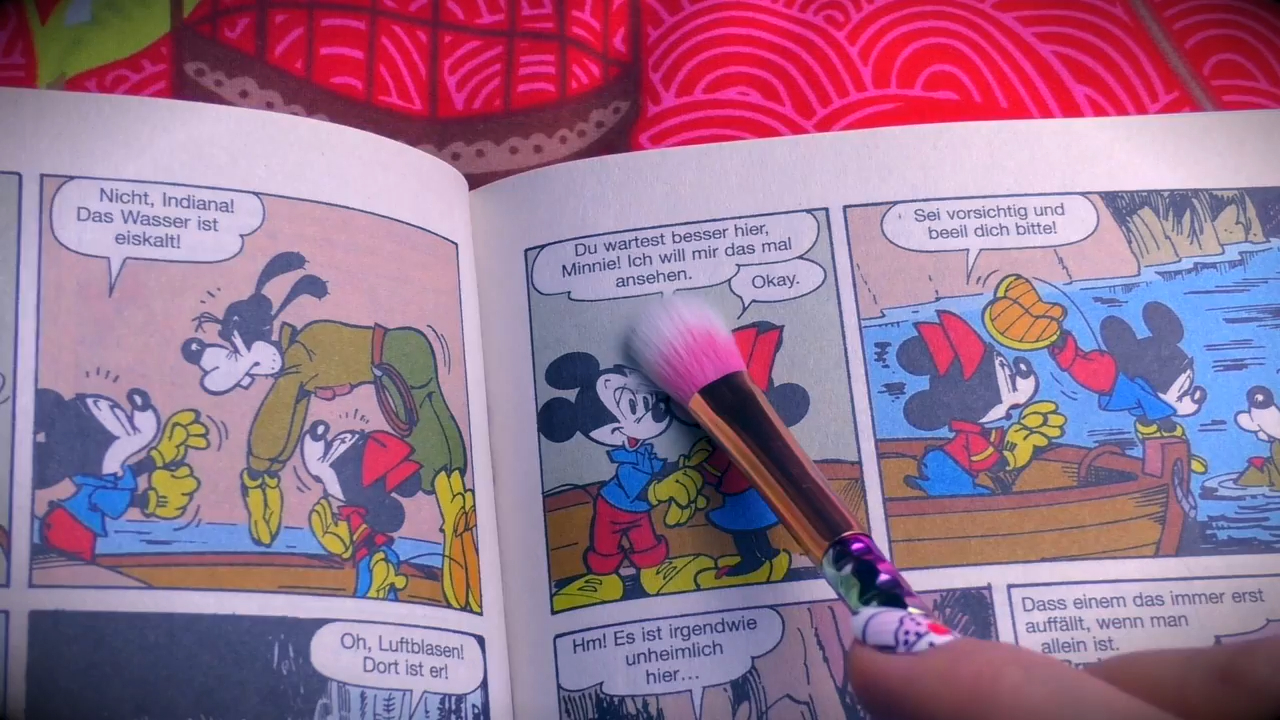 Nicht, Indiana!
Das Wasser ist
eiskalt!
Oh, Luftblasen!
Dort ist er!
Du wartest besser hier,
Minnie! Ich will mir das mal
ansehen.
Okay.
Sei vorsichtig und
beeil dich bitte!
Hm! Es ist irgendwie
unheimlich
hier...
Dass einem das immer erst
auffällt, wenn man
allein ist.